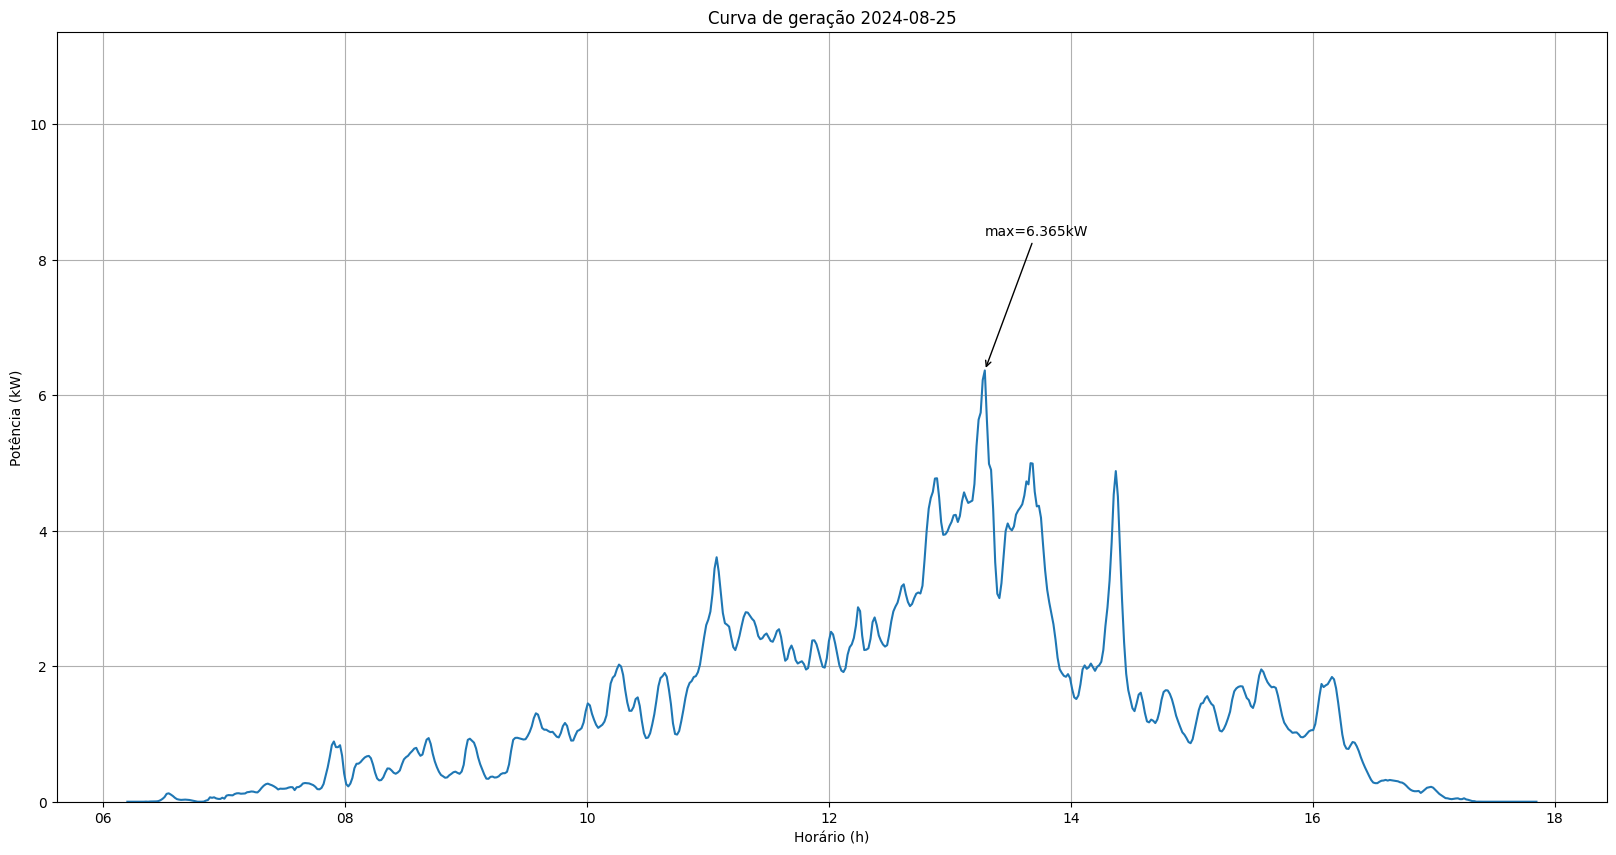 Curva de geração 2024-08-25
10
8
6
4
2
0
Potência (kW)
max=6.365kW
06 08 10 12 14 16 18
Horário (h)